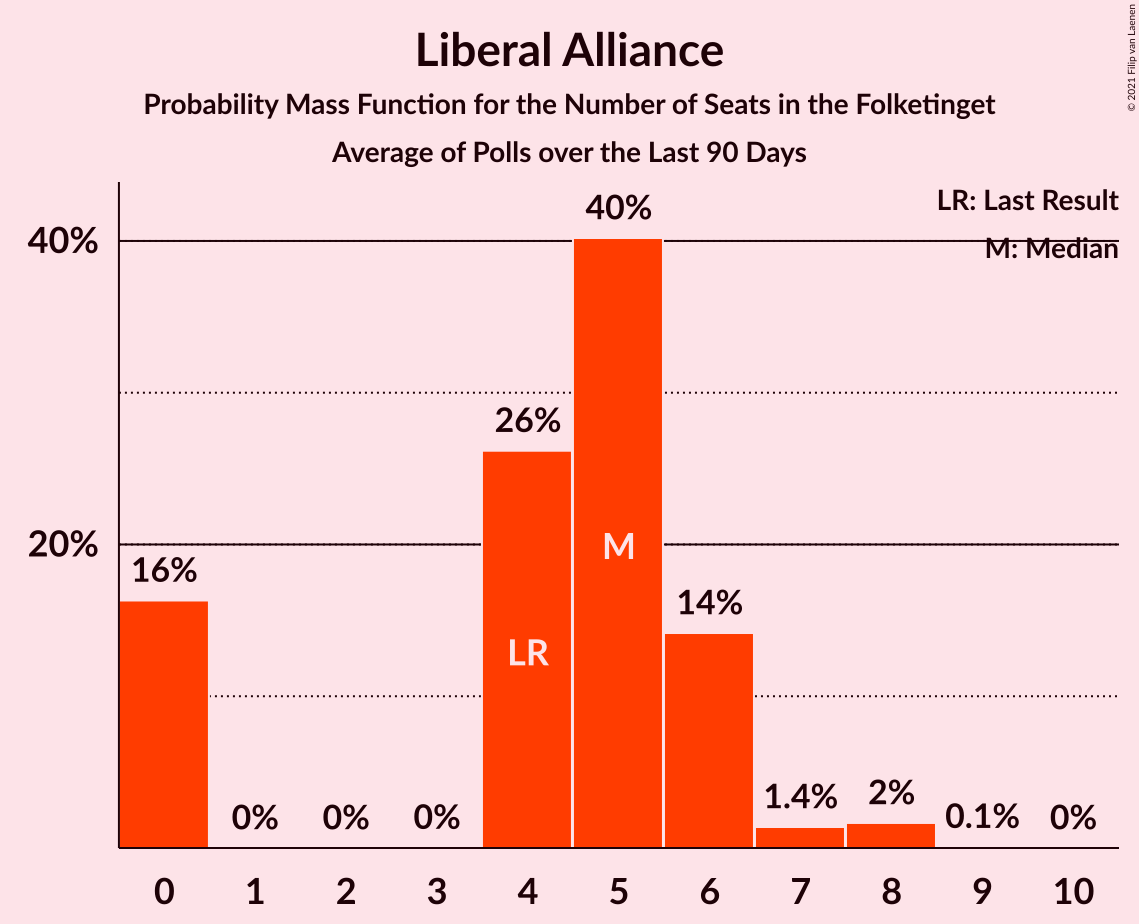 Liberal Alliance
Probability Mass Function for the Number of Seats in the Folketinget
Average of Polls over the Last 90 Days
© 2021 Filip van Laenen
LR: Last Result
M: Median
40%
20%
16%
0%
0%
0%
26%
40%
14%
1.4%
2%
0.1%
0%
LR
M
0 1 2 3 4 5 6 7 8 9 10